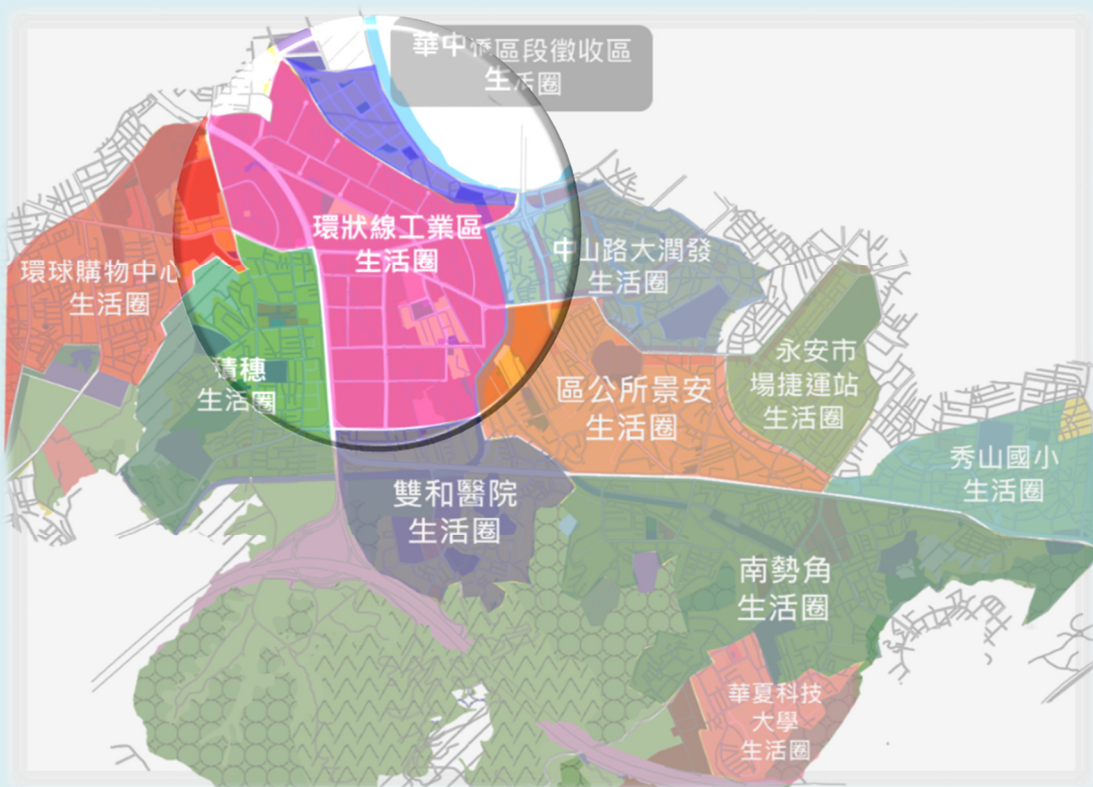 華中橋區段徵收區
生活圈
環狀線工業區
生活圈
中山路大潤發
生活圈
環球購物中心
生活圈
積穗
生活圈
區公所景安
生活圈
永安市
場捷運站
生活圈
秀山國小
生活圈
雙和醫院
生活圈
南勢角
生活圈
華夏科技
大學
生活圈